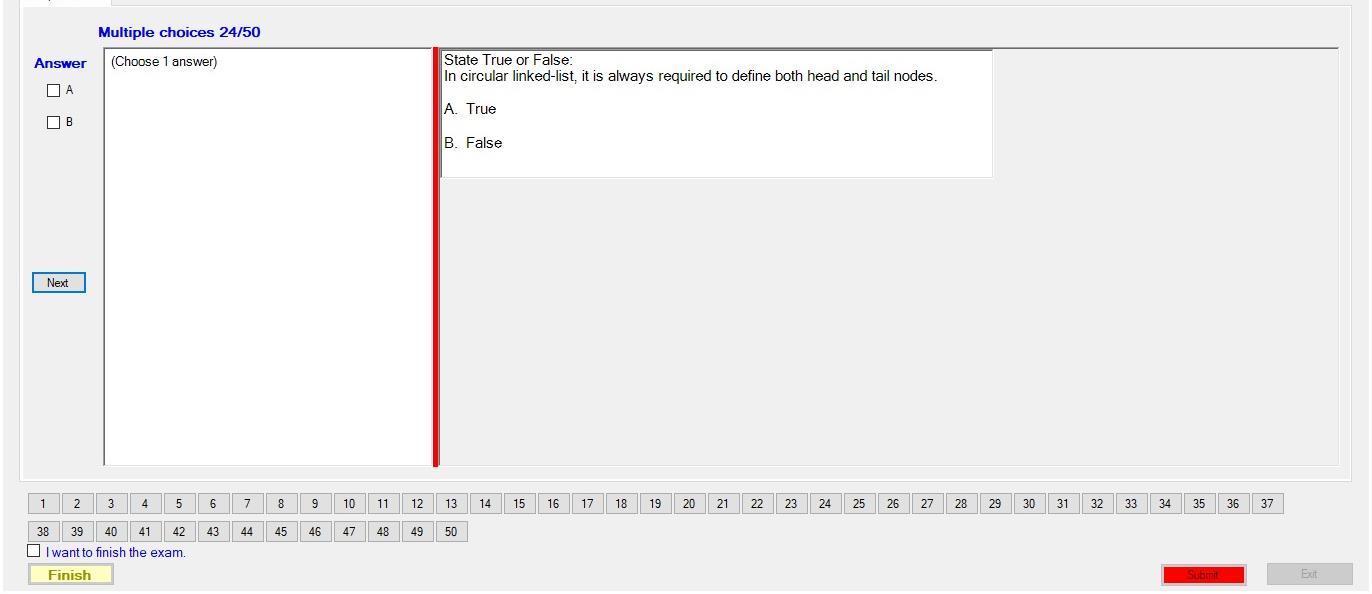 Multiple choices 24/50
Answer
(Choose 1 answer)
A
B
Next
State True or False:
In circular linked-list, it is always required to define both head and tail nodes.
A. True
B. False
1 2 3 4 5 6 7 8 9 10 11 12 13 14 15 16 17 18 19 20 21 22 23 24 25 26 27 28 29 30 31 32 33 34 35 36 37
38 39 40 41 42 43 44 45 46 47 48 49 50
I want to finish the exam.
Finish
Submit
Exit